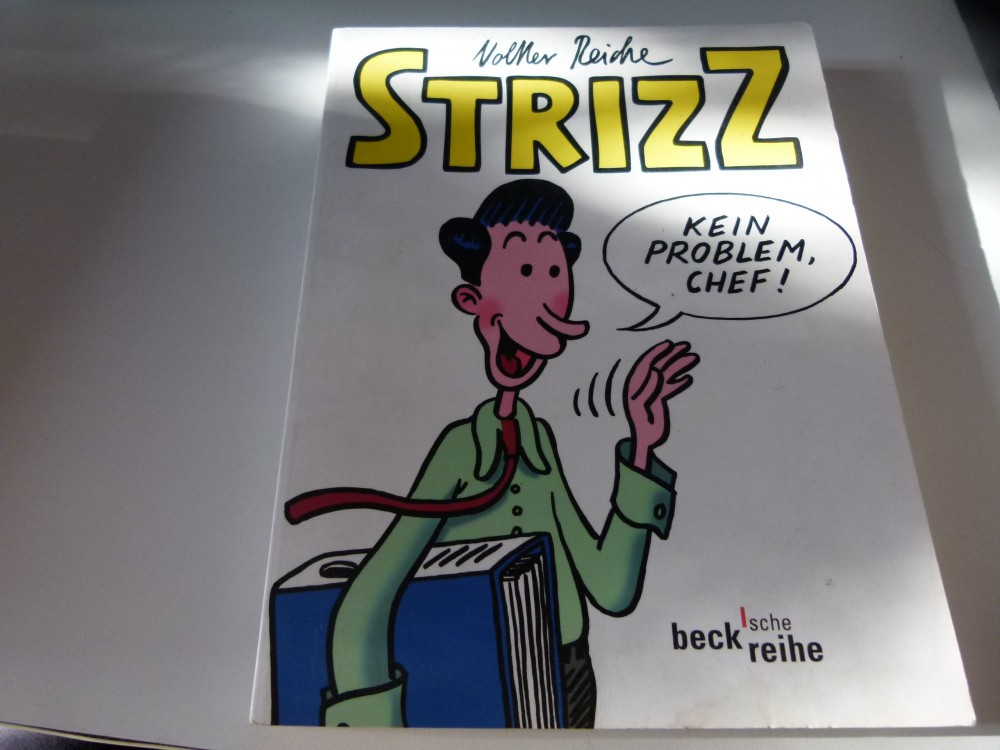 Volker Reiche
STRIZZ
KEIN
PROBLEM,
CHEF!
beck'sche
reihe